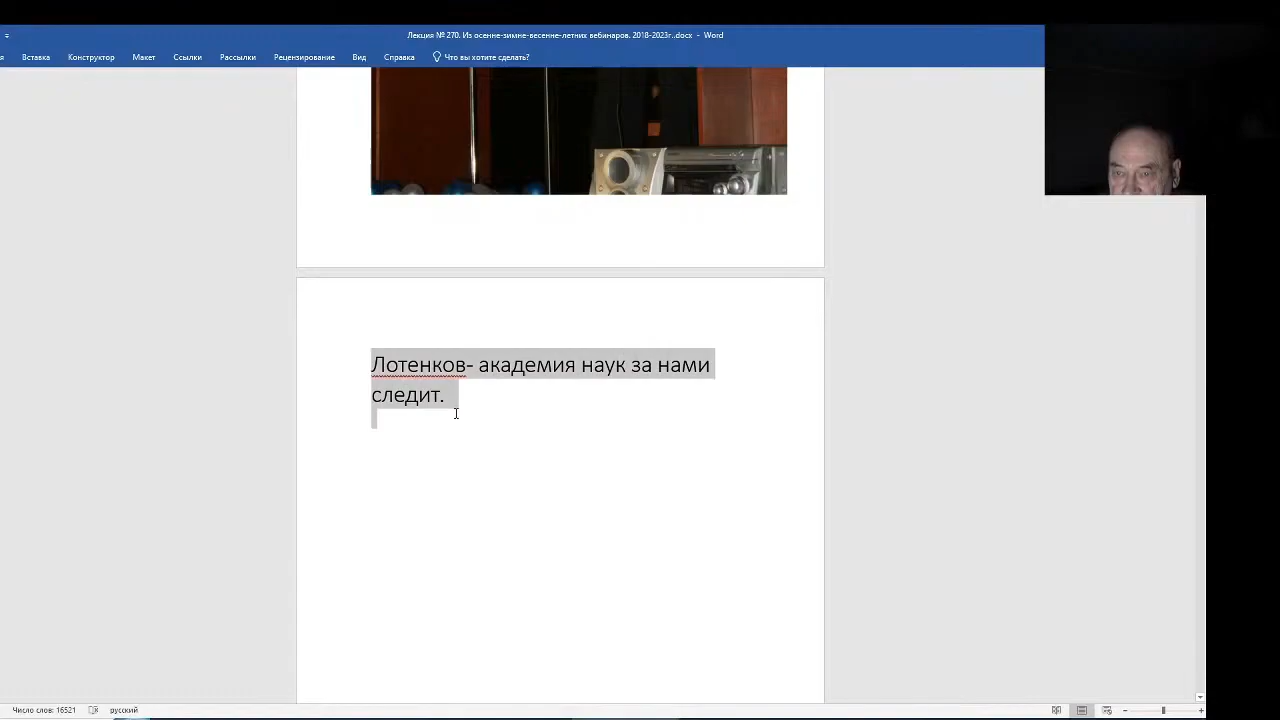 Лекция № 270. Из осенне-зимне-весенне-летних вебинаров. 2018-2023г..docx - Word
я Вставка Конструктор Макет Ссылки Рассылки Рецензирование Вид Справка Что вы хотите сделать?
Лотенков- академия наук за нами
следит.
Число слов: 16521 русский